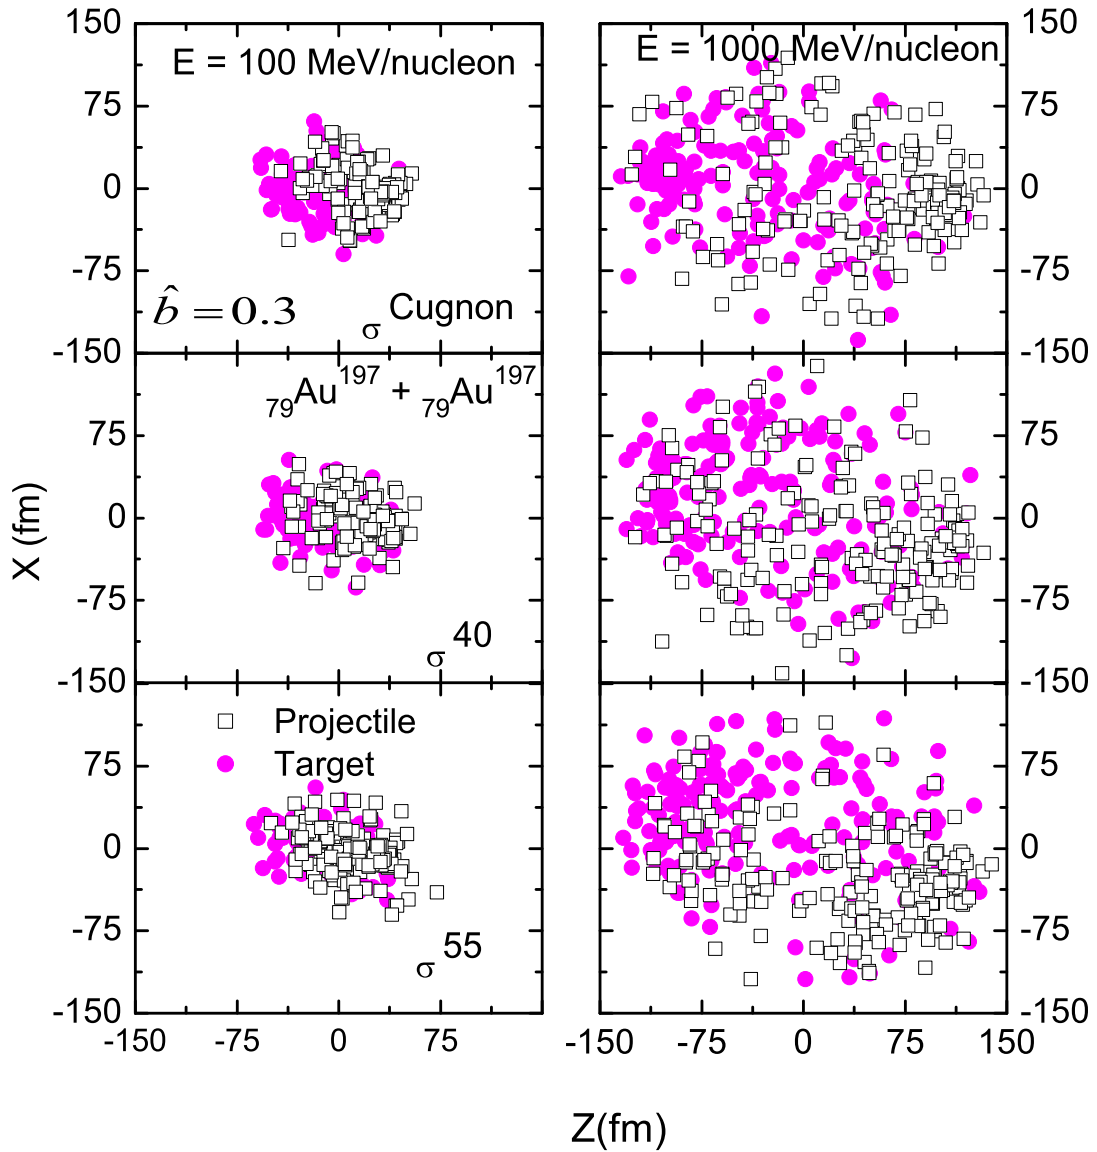 150
150
E = 100 MeV/nucleon
E = 1000 MeV/nucleon
75
75
0
0
-75
-75
b̂ = 0.3
σ Cugnon
-150
-150
₇₉Au¹⁹⁷ + ₇₉Au¹⁹⁷
75
75
0
0
X (fm)
-75
-75
σ 40
-150
-150
Projectile
Target
75
75
0
0
-75
-75
σ 55
-150
-150
-150 -75 0 75
-150 -75 0 75 150
Z(fm)